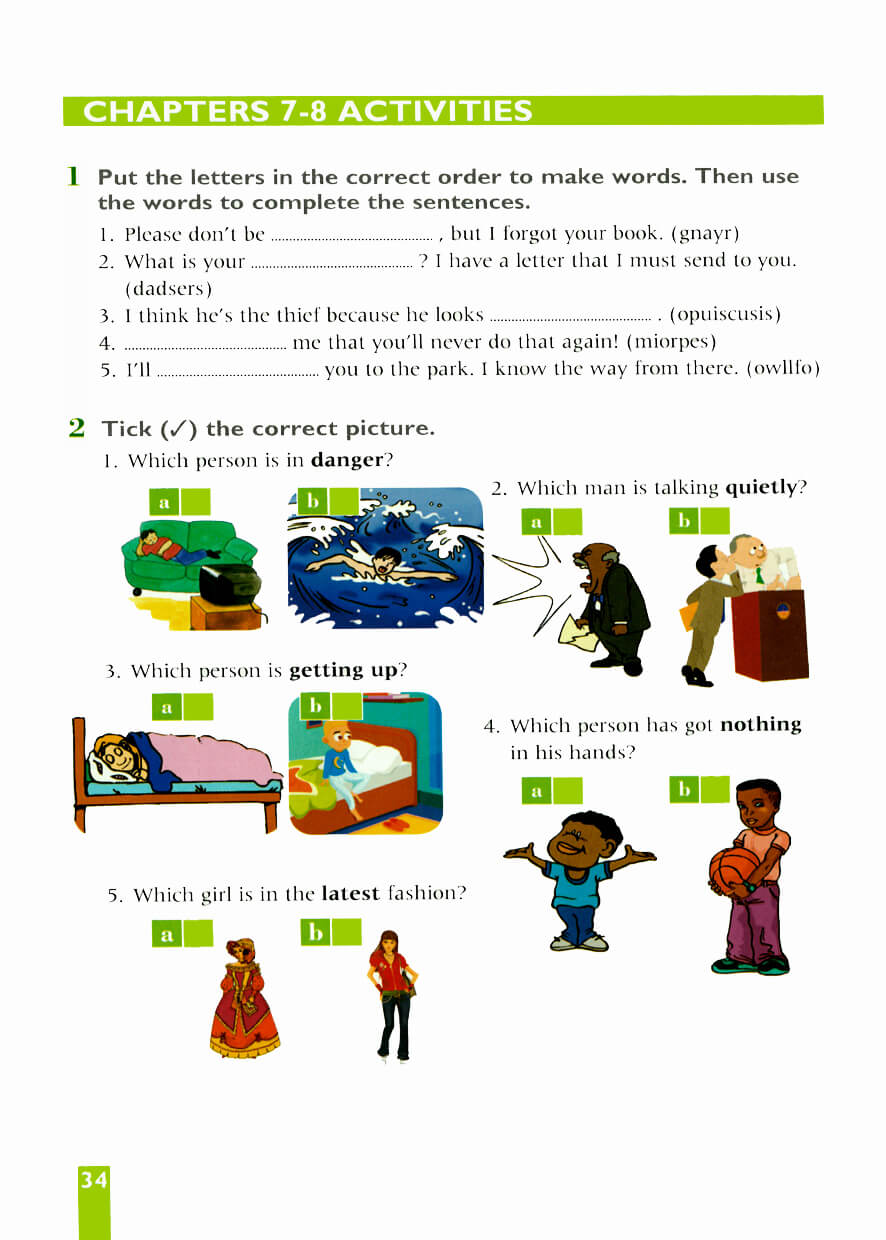 CHAPTERS 7-8 ACTIVITIES
1 Put the letters in the correct order to make words. Then use
the words to complete the sentences.
1. Please don't be ............................................. , but I forgot your book. (gnayr)
2. What is your ............................................. ? I have a letter that I must send to you.
(dadsers)
3. I think he's the thief because he looks ............................................. . (opuiscusis)
4. ............................................. me that you'll never do that again! (miorpes)
5. I'll ............................................. you to the park. I know the way from there. (owllfo)
2 Tick (✓) the correct picture.
1. Which person is in danger?
a b
2. Which man is talking quietly?
a b
3. Which person is getting up?
a b
4. Which person has got nothing
in his hands?
a b
5. Which girl is in the latest fashion?
a b
34